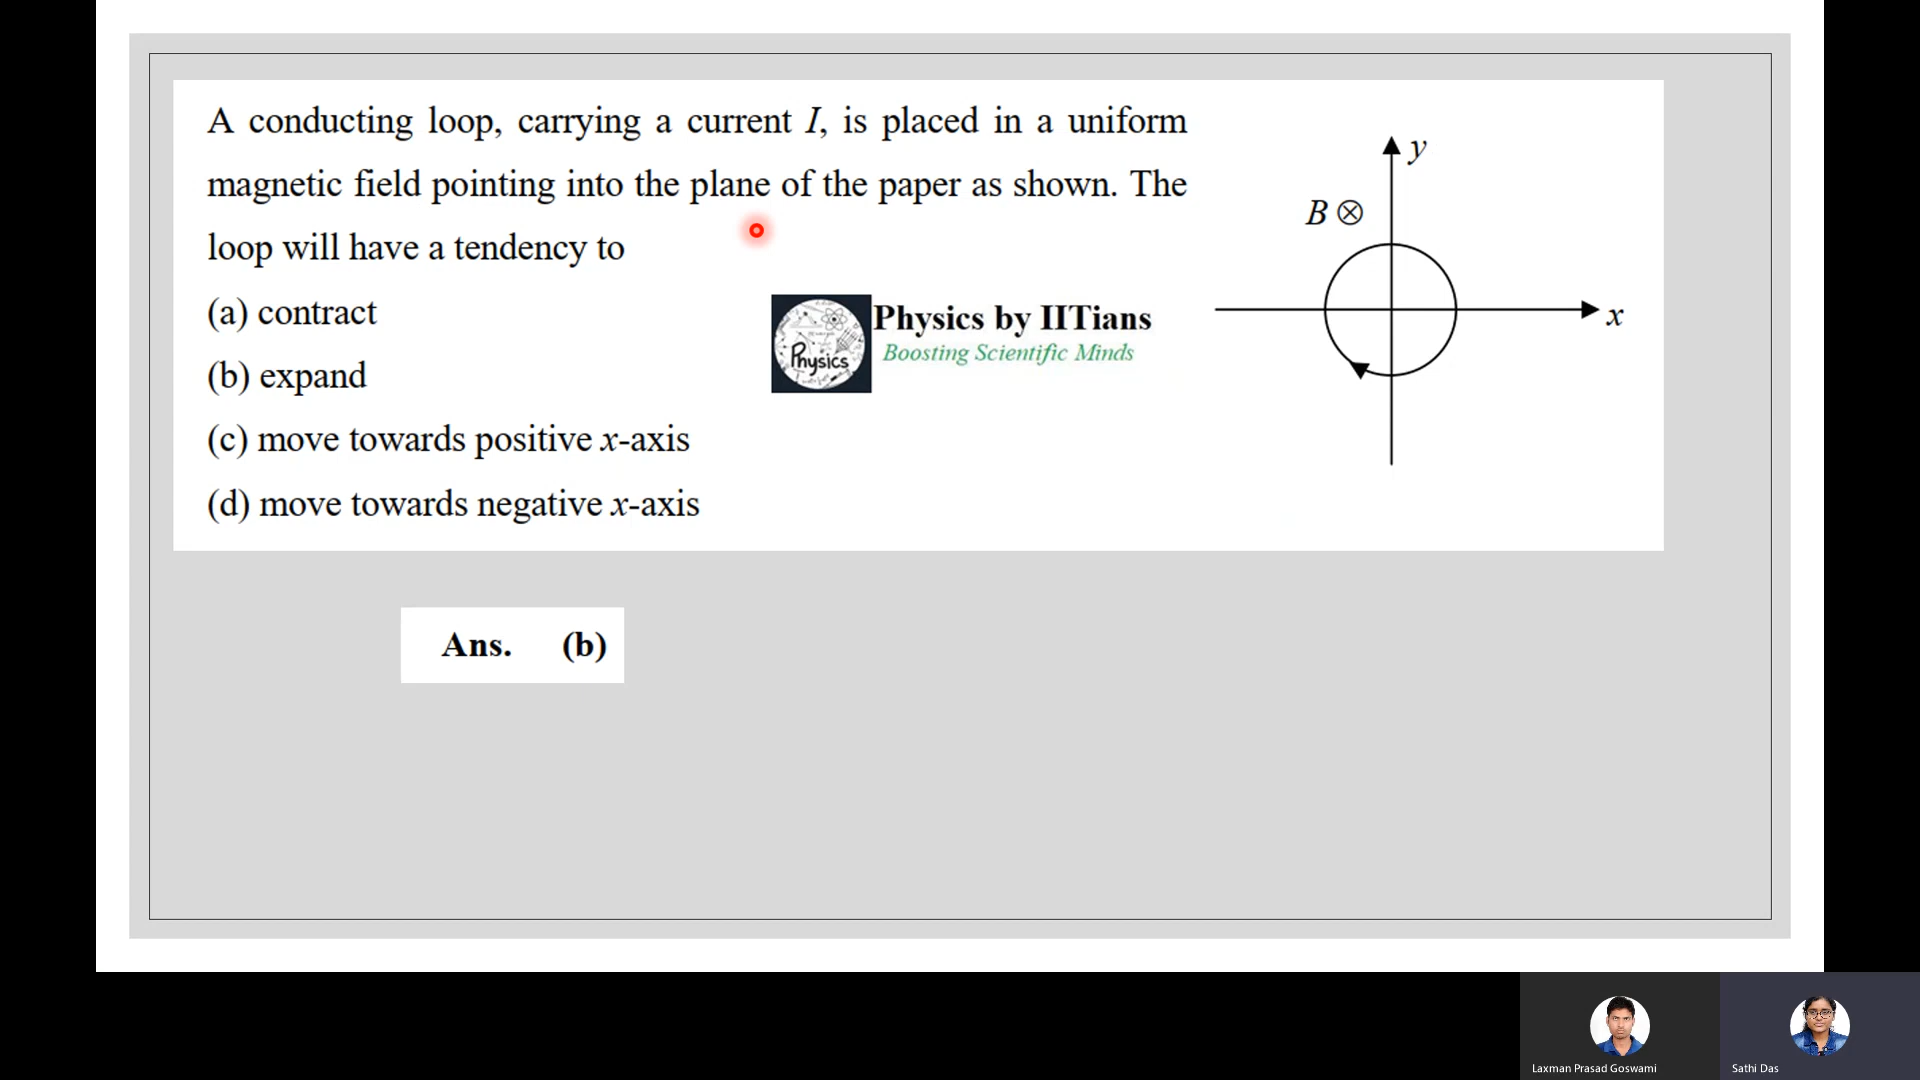 A conducting loop, carrying a current I, is placed in a uniform
magnetic field pointing into the plane of the paper as shown. The
loop will have a tendency to
(a) contract
(b) expand
(c) move towards positive x-axis
(d) move towards negative x-axis
Physics
Physics by IITians
Boosting Scientific Minds
y
B ⊗
x
Ans. (b)
Laxman Prasad Goswami
Sathi Das